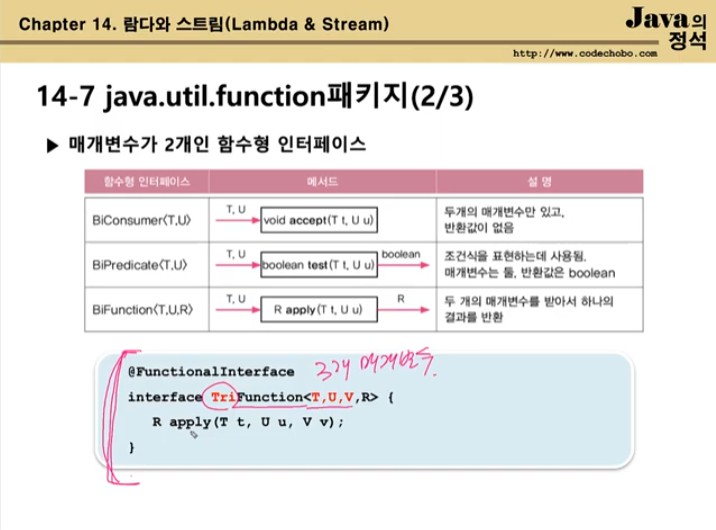 Chapter 14. 람다와 스트림(Lambda & Stream)
Java의
정석
http://www.codechobo.com
14-7 java.util.function패키지(2/3)
▶ 매개변수가 2개인 함수형 인터페이스
함수형 인터페이스 메서드 설 명
BiConsumer<T,U> T, U void accept(T t, U u) 두개의 매개변수만 있고,
반환값이 없음
BiPredicate<T,U> T, U boolean test(T t, U u) boolean 조건식을 표현하는데 사용됨.
매개변수는 둘, 반환값은 boolean
BiFunction<T,U,R> T, U R apply(T t, U u) R 두 개의 매개변수를 받아서 하나의
결과를 반환
@FunctionalInterface
3개 매개변수.
interface TriFunction<T,U,V,R> {
R apply(T t, U u, V v);
}